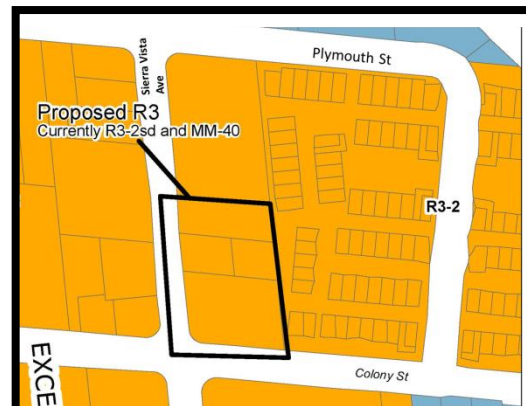 Plymouth St
Sierra Vista
Ave
Proposed R3
Currently R3-2sd and MM-40
R3-2
EXCE
Colony St